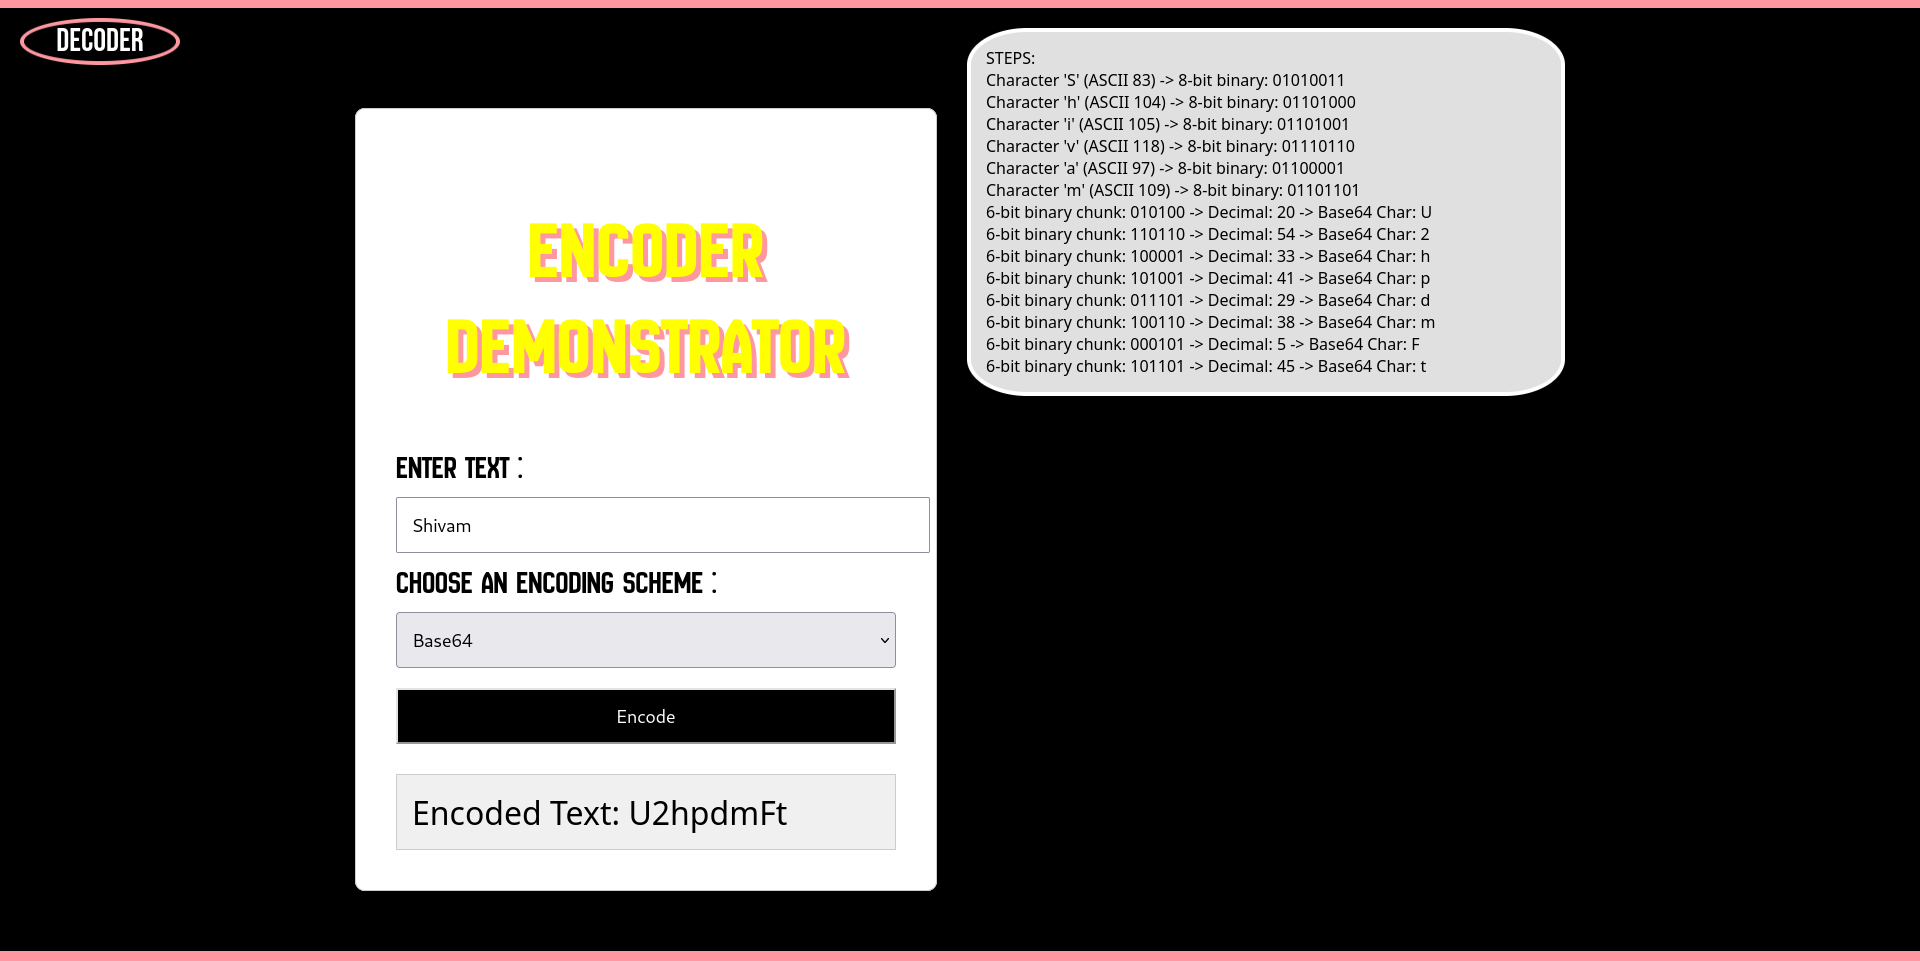 DECODER
ENCODER
DEMONSTRATOR
ENTER TEXT :
Shivam
CHOOSE AN ENCODING SCHEME :
Base64
Encode
Encoded Text: U2hpdmFt
STEPS:
Character 'S' (ASCII 83) -> 8-bit binary: 01010011
Character 'h' (ASCII 104) -> 8-bit binary: 01101000
Character 'i' (ASCII 105) -> 8-bit binary: 01101001
Character 'v' (ASCII 118) -> 8-bit binary: 01110110
Character 'a' (ASCII 97) -> 8-bit binary: 01100001
Character 'm' (ASCII 109) -> 8-bit binary: 01101101
6-bit binary chunk: 010100 -> Decimal: 20 -> Base64 Char: U
6-bit binary chunk: 110110 -> Decimal: 54 -> Base64 Char: 2
6-bit binary chunk: 100001 -> Decimal: 33 -> Base64 Char: h
6-bit binary chunk: 101001 -> Decimal: 41 -> Base64 Char: p
6-bit binary chunk: 011101 -> Decimal: 29 -> Base64 Char: d
6-bit binary chunk: 100110 -> Decimal: 38 -> Base64 Char: m
6-bit binary chunk: 000101 -> Decimal: 5 -> Base64 Char: F
6-bit binary chunk: 101101 -> Decimal: 45 -> Base64 Char: t